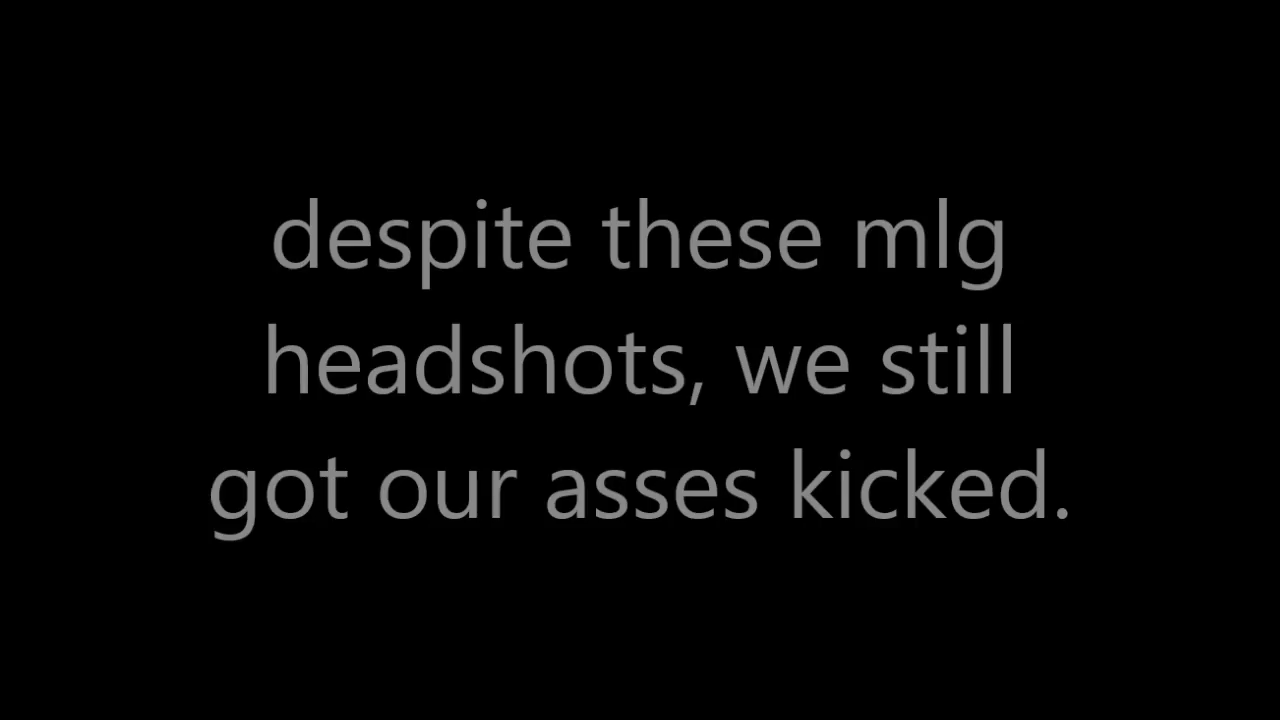 despite these mlg
headshots, we still
got our asses kicked.